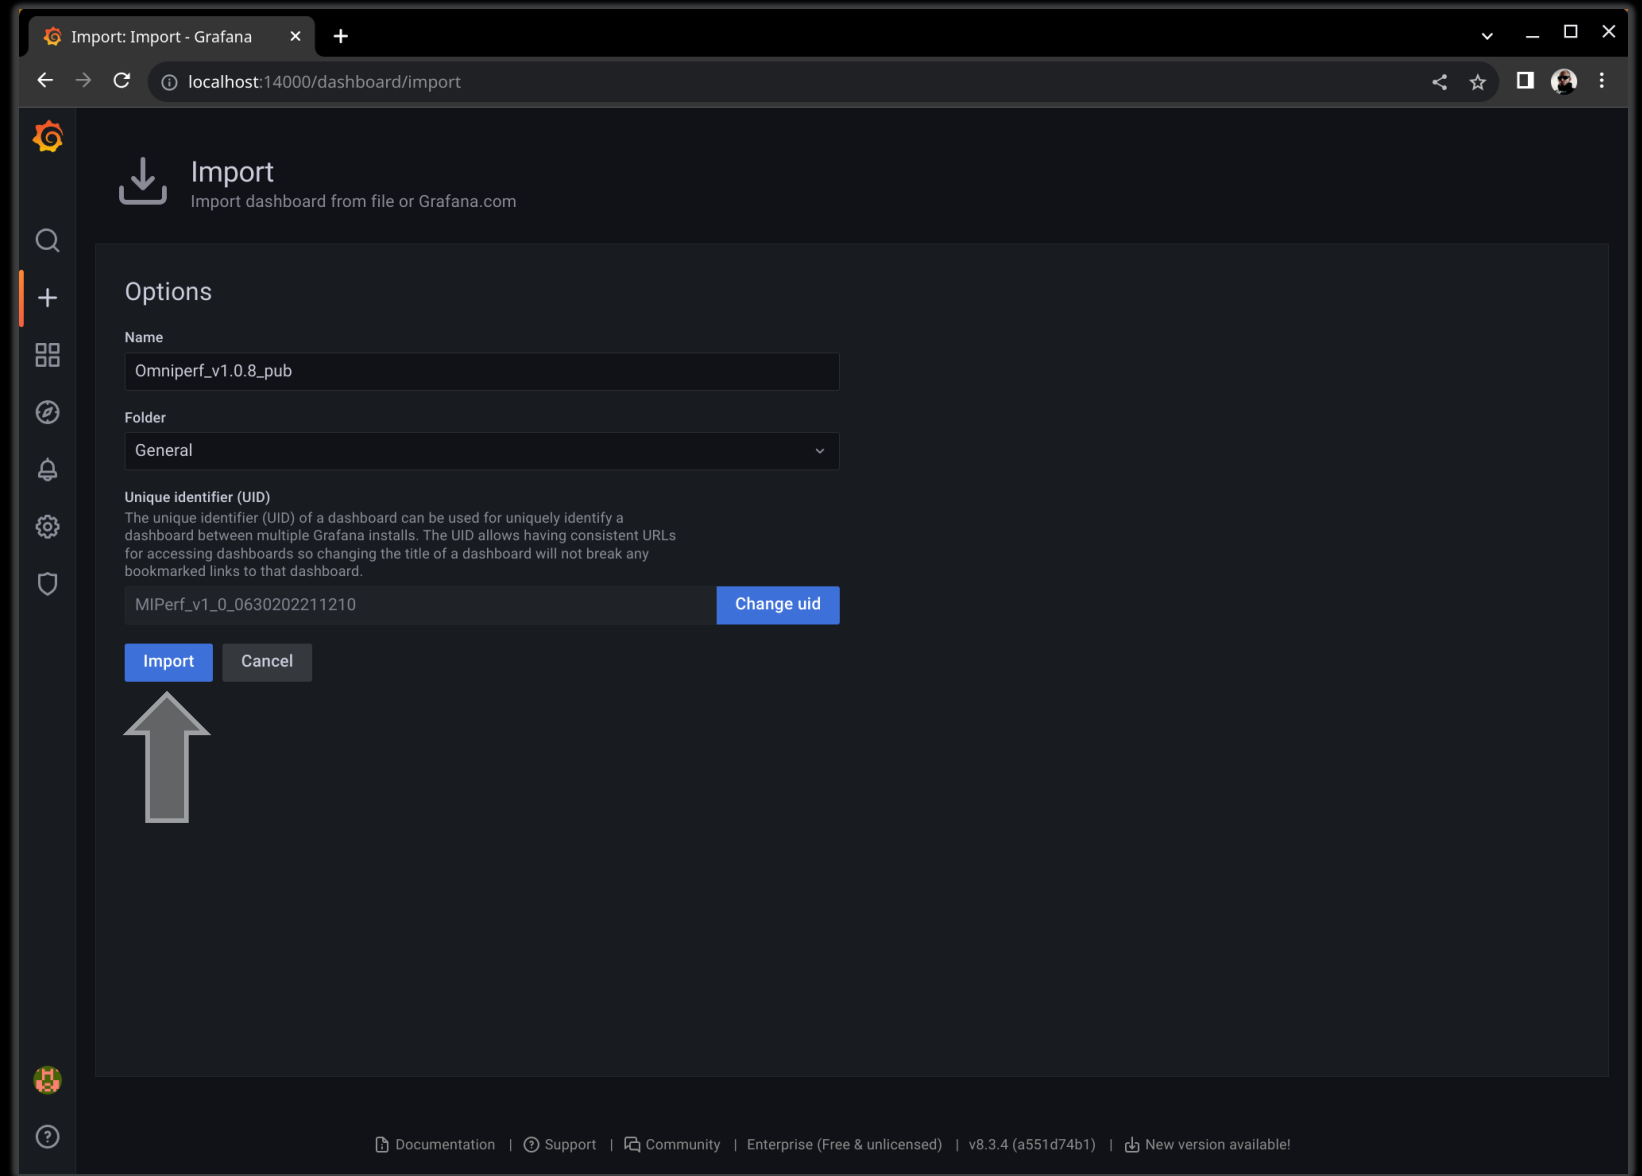 Import: Import - Grafana
localhost:14000/dashboard/import
Import
Import dashboard from file or Grafana.com
Options
Name
Omniperf_v1.0.8_pub
Folder
General
Unique identifier (UID)
The unique identifier (UID) of a dashboard can be used for uniquely identify a
dashboard between multiple Grafana installs. The UID allows having consistent URLs
for accessing dashboards so changing the title of a dashboard will not break any
bookmarked links to that dashboard.
MIPerf_v1_0_0630202211210 Change uid
Import Cancel
Documentation | Support | Community | Enterprise (Free & unlicensed) | v8.3.4 (a551d74b1) | New version available!